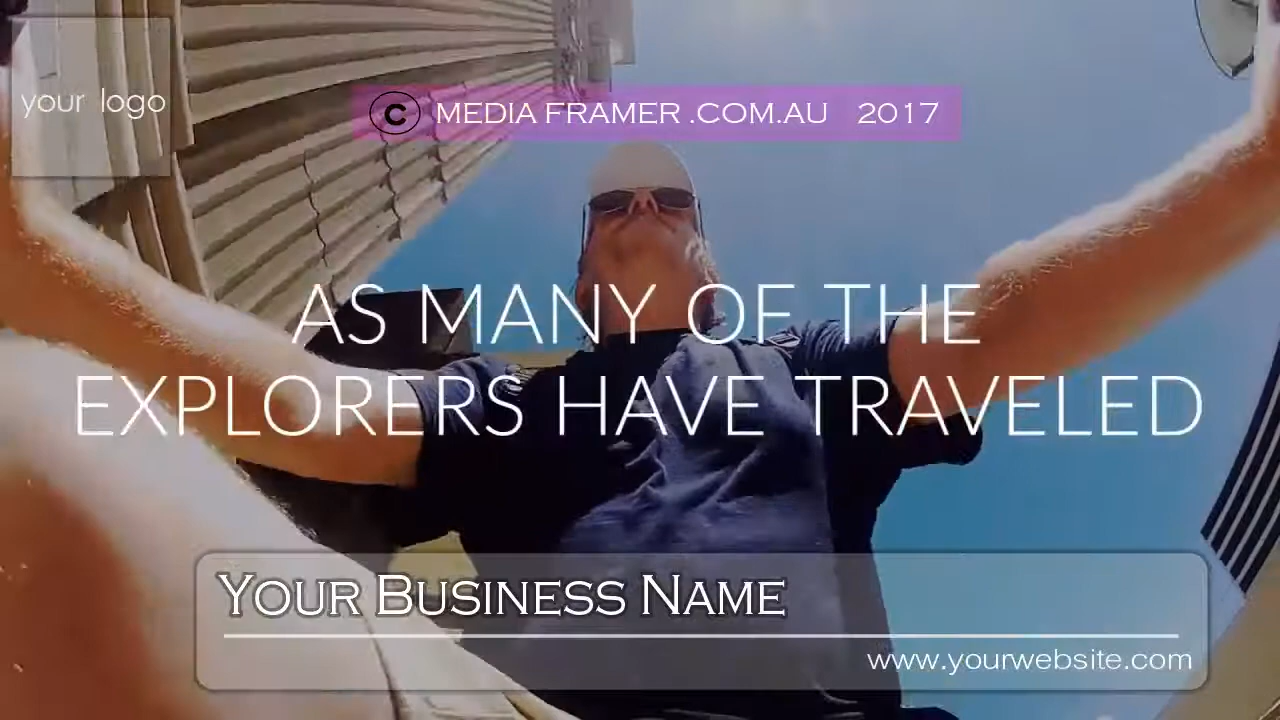 your logo
© MEDIA FRAMER .COM.AU 2017
AS MANY OF THE
EXPLORERS HAVE TRAVELED
YOUR BUSINESS NAME
www.yourwebsite.com